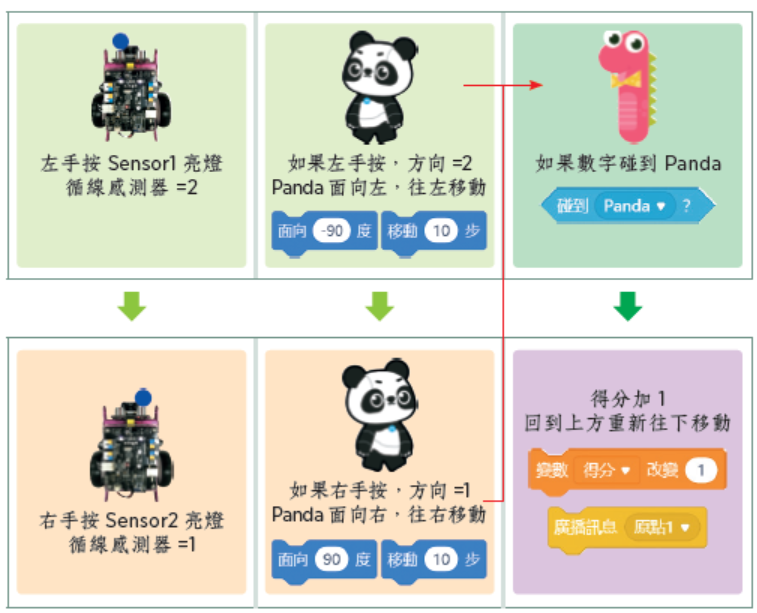 左手按 Sensor1 亮燈
循線感測器 =2
如果左手按，方向 =2
Panda 面向左，往左移動
面向 -90 度 移動 10 步
如果數字碰到 Panda
碰到 Panda ▾ ?
右手按 Sensor2 亮燈
循線感測器 =1
如果右手按，方向 =1
Panda 面向右，往右移動
面向 90 度 移動 10 步
得分加 1
回到上方重新往下移動
變數 得分 ▾ 改變 1
廣播訊息 原點1 ▾